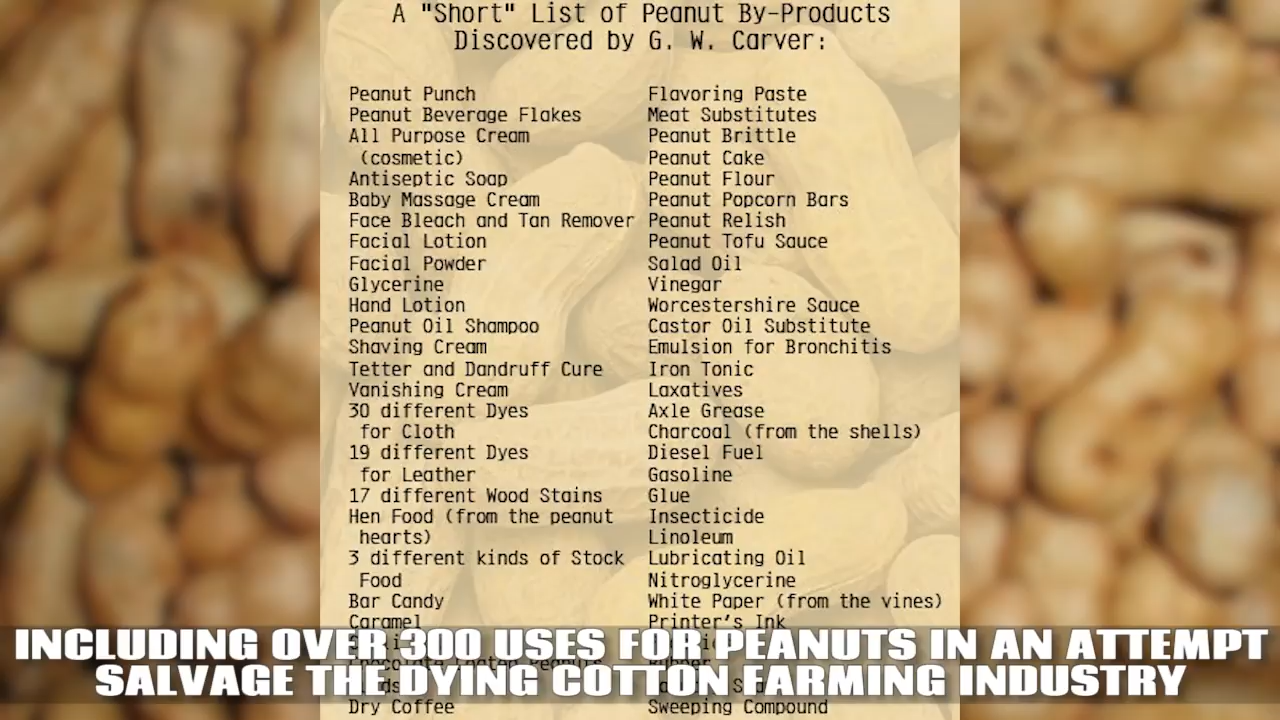 A "Short" List of Peanut By-Products
Discovered by G. W. Carver:
Peanut Punch
Peanut Beverage Flakes
All Purpose Cream
(cosmetic)
Antiseptic Soap
Baby Massage Cream
Face Bleach and Tan Remover
Facial Lotion
Facial Powder
Glycerine
Hand Lotion
Peanut Oil Shampoo
Shaving Cream
Tetter and Dandruff Cure
Vanishing Cream
30 different Dyes
for Cloth
19 different Dyes
for Leather
17 different Wood Stains
Hen Food (from the peanut
hearts)
3 different kinds of Stock
Food
Bar Candy
Caramel
Dry Coffee
Flavoring Paste
Meat Substitutes
Peanut Brittle
Peanut Cake
Peanut Flour
Peanut Popcorn Bars
Peanut Relish
Peanut Tofu Sauce
Salad Oil
Vinegar
Worcestershire Sauce
Castor Oil Substitute
Emulsion for Bronchitis
Iron Tonic
Laxatives
Axle Grease
Charcoal (from the shells)
Diesel Fuel
Gasoline
Glue
Insecticide
Linoleum
Lubricating Oil
Nitroglycerine
White Paper (from the vines)
Printer's Ink
Rubber
Sweeping Compound
INCLUDING OVER 300 USES FOR PEANUTS IN AN ATTEMPT
SALVAGE THE DYING COTTON FARMING INDUSTRY